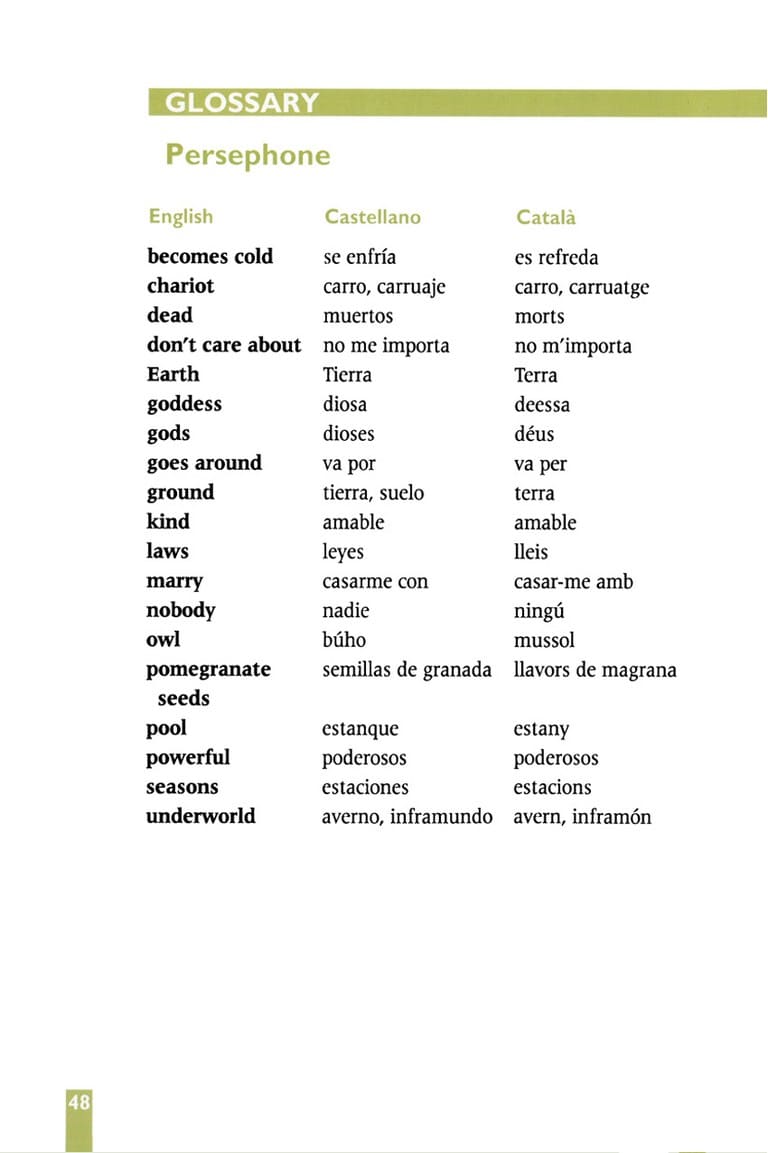 GLOSSARY
Persephone
English Castellano Català
becomes cold se enfría es refreda
chariot carro, carruaje carro, carruatge
dead muertos morts
don't care about no me importa no m'importa
Earth Tierra Terra
goddess diosa deessa
gods dioses déus
goes around va por va per
ground tierra, suelo terra
kind amable amable
laws leyes lleis
marry casarme con casar-me amb
nobody nadie ningú
owl búho mussol
pomegranate semillas de granada llavors de magrana
seeds
pool estanque estany
powerful poderosos poderosos
seasons estaciones estacions
underworld averno, inframundo avern, inframón
48